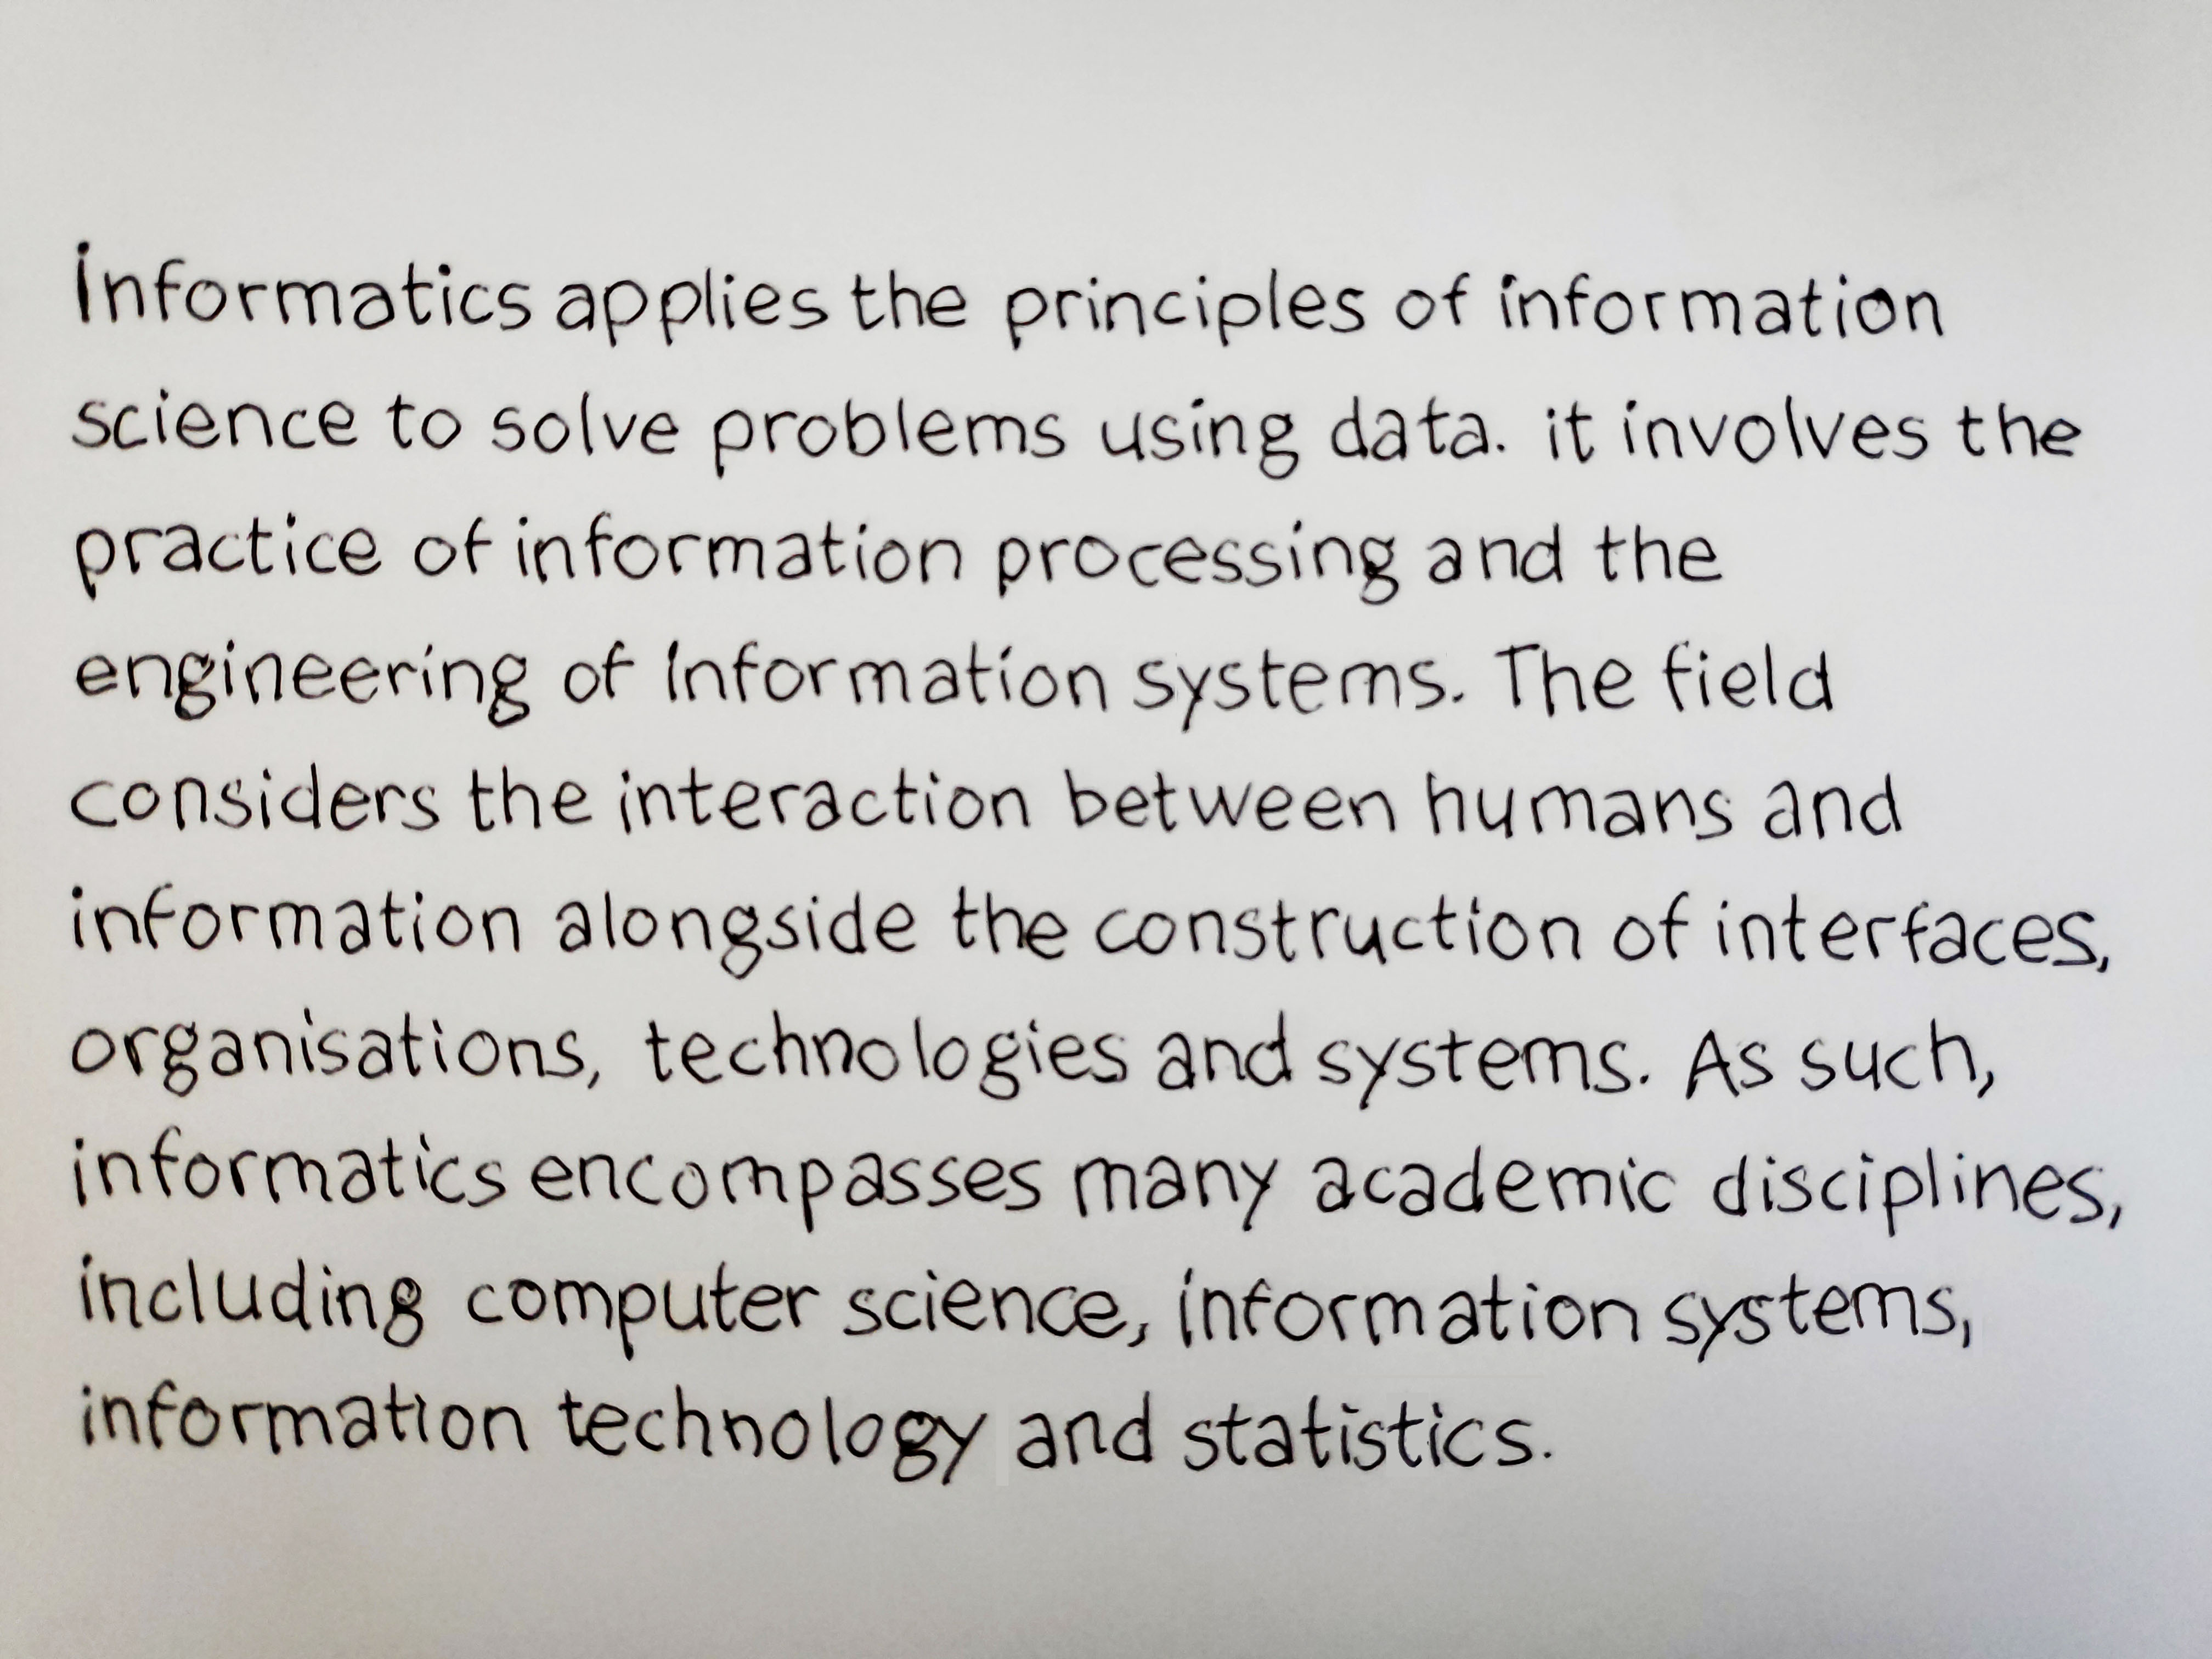 informatics applies the principles of information
science to solve problems using data. it involves the
practice of information processing and the
engineering of information systems. The field
considers the interaction between humans and
information alongside the construction of interfaces,
organisations, technologies and systems. As such,
informatics encompasses many academic disciplines,
including computer science, information systems,
information technology and statistics.